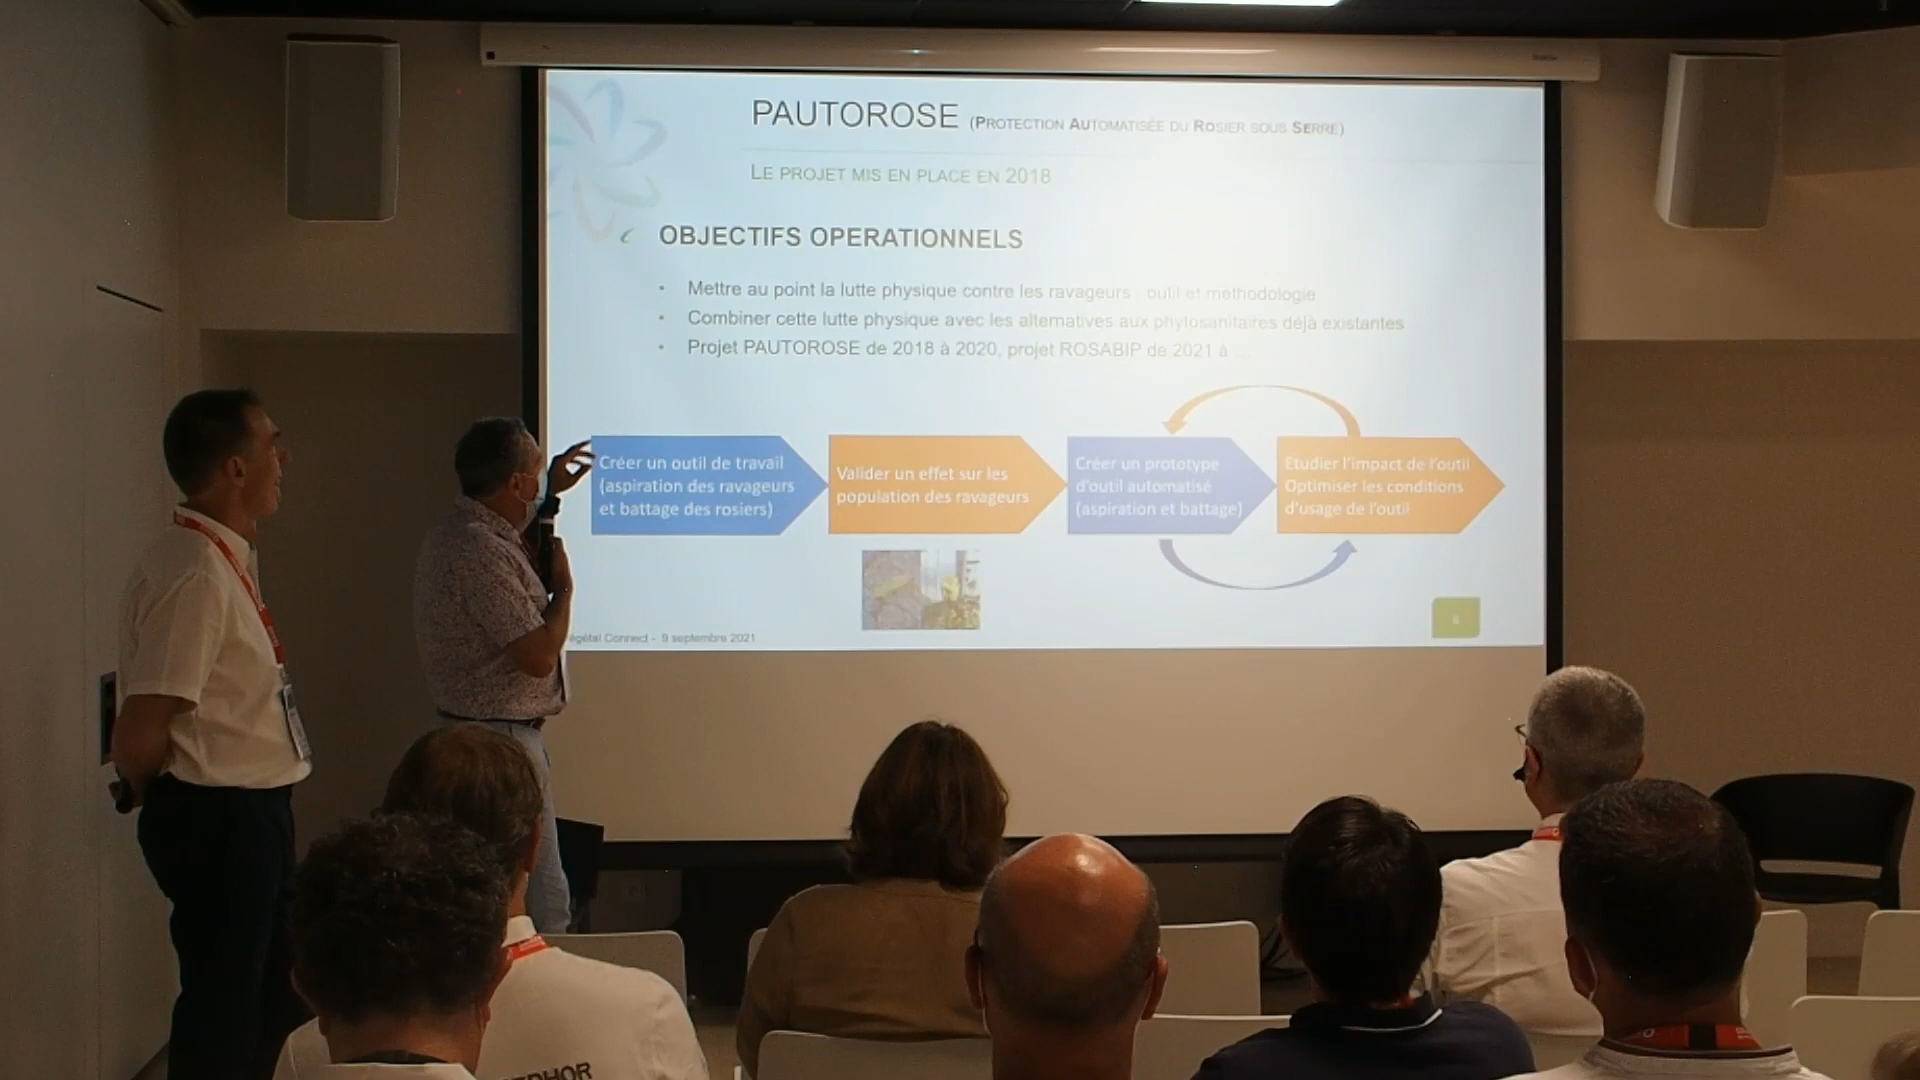 PAUTOROSE (PROTECTION AUTOMATISÉE DU ROSIER SOUS SERRE)
LE PROJET MIS EN PLACE EN 2018
OBJECTIFS OPERATIONNELS
• Mettre au point la lutte physique contre les ravageurs : outil et méthodologie
• Combiner cette lutte physique avec les alternatives aux phytosanitaires déjà existantes
• Projet PAUTOROSE de 2018 à 2020, projet ROSABIP de 2021 à ...
Créer un outil de travail
(aspiration des ravageurs
et battage des rosiers)
Valider un effet sur les
population des ravageurs
Créer un prototype
d'outil automatisé
(aspiration et battage)
Etudier l'impact de l'outil
Optimiser les conditions
d'usage de l'outil
égétal Connect - 9 septembre 2021